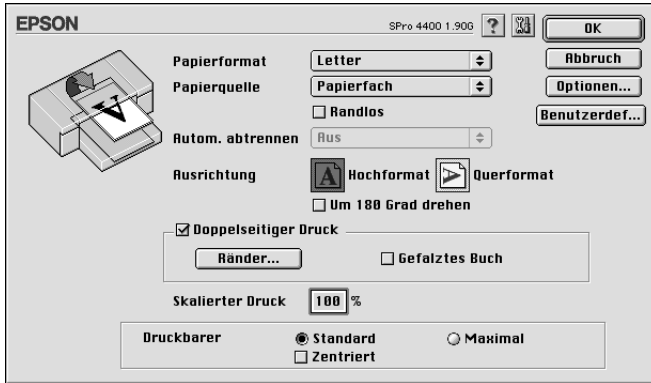 EPSON SPro 4400 1.90G ? OK
Papierformat Letter Abbruch
Papierquelle Papierfach Optionen...
Randlos Benutzerdef...
Autom. abtrennen Aus
Ausrichtung A Hochformat A Querformat
Um 180 Grad drehen
Doppelseitiger Druck
Ränder... Gefalztes Buch
Skalierter Druck 100 %
Druckbarer Standard Maximal
Zentriert